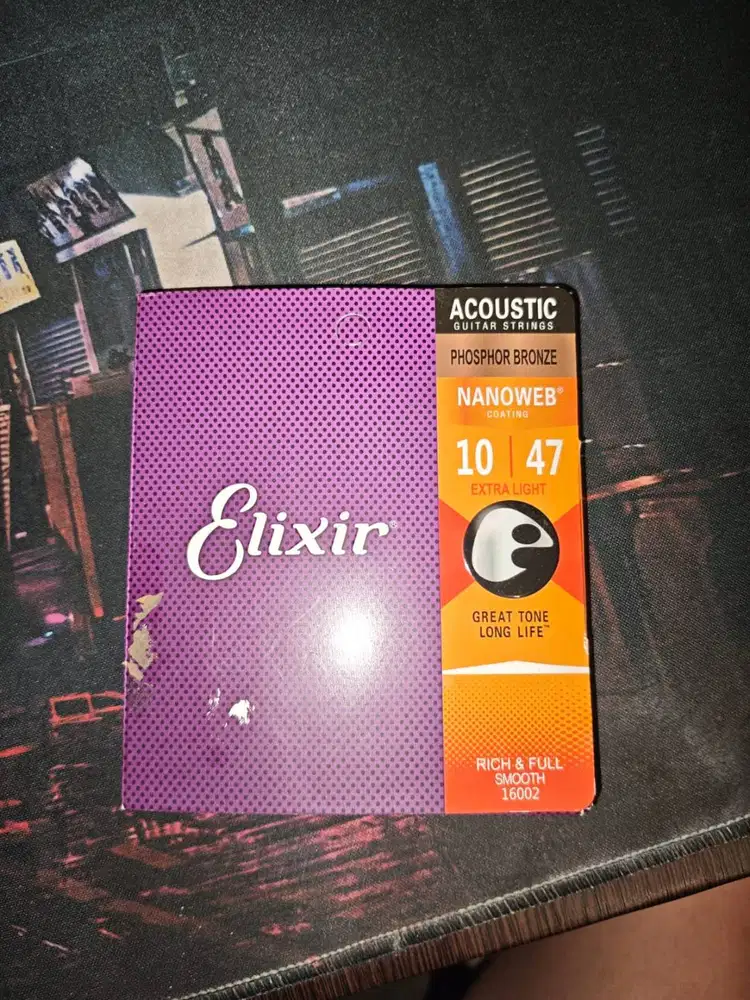 Elixir®
ACOUSTIC
GUITAR STRINGS
PHOSPHOR BRONZE
NANOWEB®
COATING
10 | 47
EXTRA LIGHT
GREAT TONE
LONG LIFE™
RICH & FULL
SMOOTH
16002